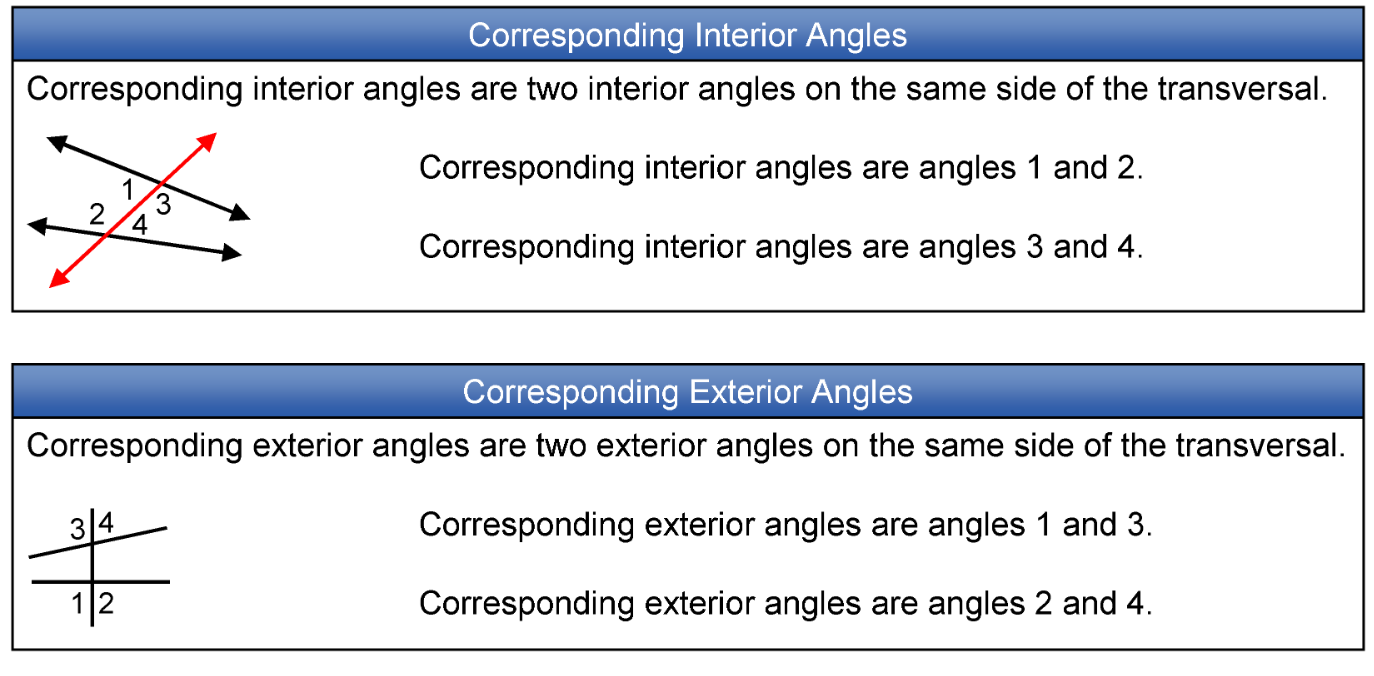 Corresponding Interior Angles
Corresponding interior angles are two interior angles on the same side of the transversal.
1
3
2
4
Corresponding interior angles are angles 1 and 2.
Corresponding interior angles are angles 3 and 4.
Corresponding Exterior Angles
Corresponding exterior angles are two exterior angles on the same side of the transversal.
3 4
1 2
Corresponding exterior angles are angles 1 and 3.
Corresponding exterior angles are angles 2 and 4.